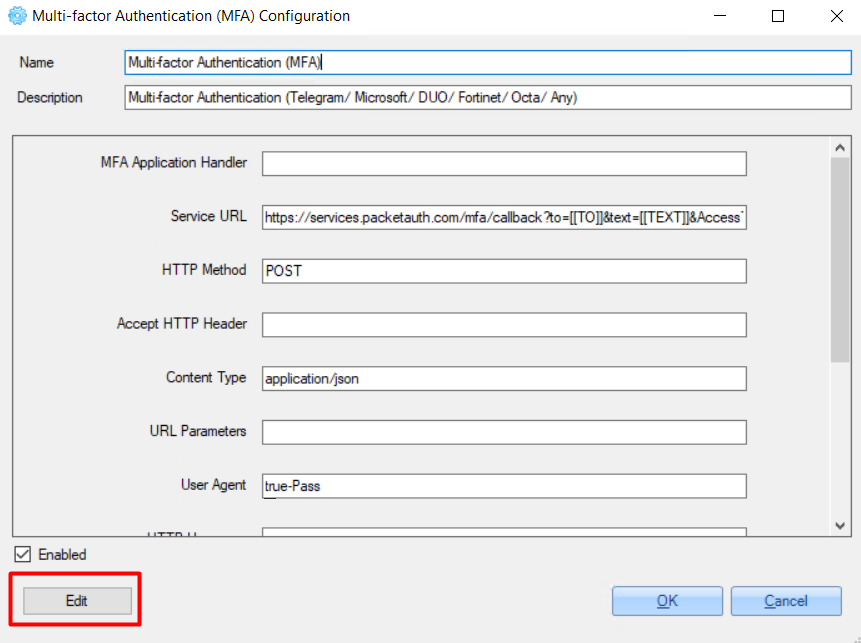 Multi-factor Authentication (MFA) Configuration
Name Multi-factor Authentication (MFA)
Description Multi-factor Authentication (Telegram/ Microsoft/ DUO/ Fortinet/ Octa/ Any)
MFA Application Handler
Service URL https://services.packetauth.com/mfa/callback?to=[[TO]]&text=[[TEXT]]&Access
HTTP Method POST
Accept HTTP Header
Content Type application/json
URL Parameters
User Agent true-Pass
Enabled
Edit OK Cancel